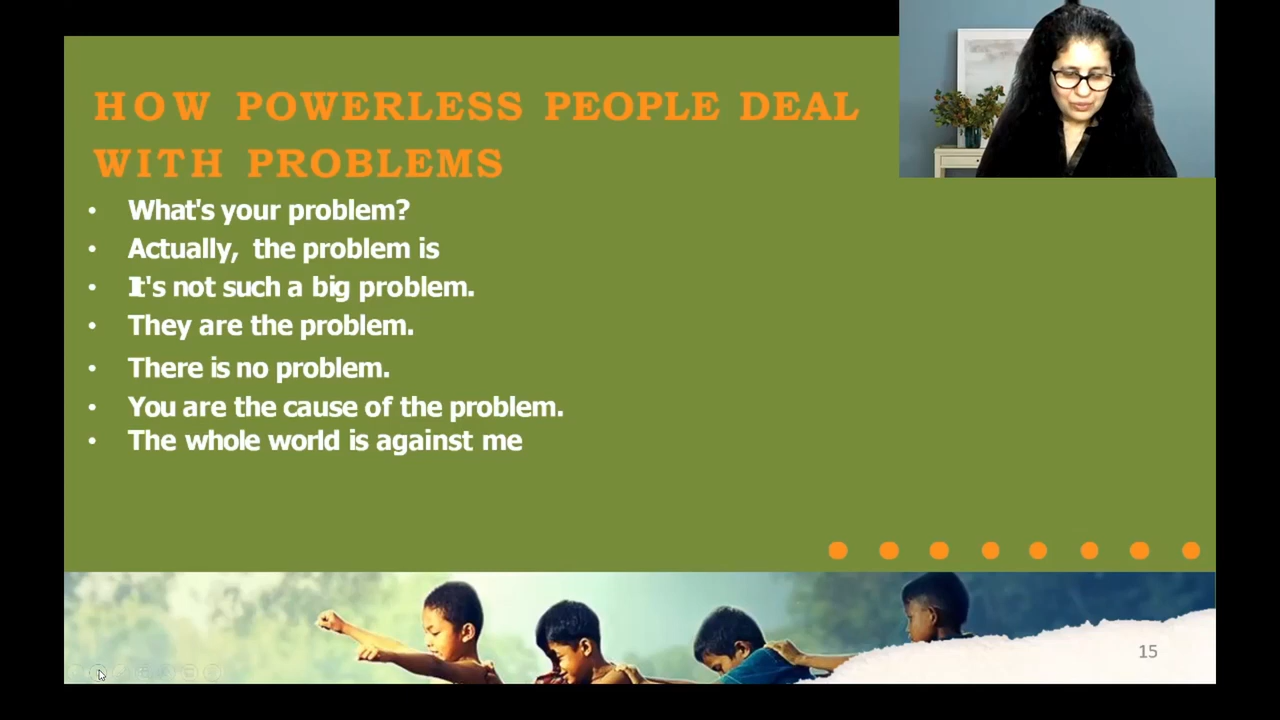 HOW POWERLESS PEOPLE DEAL
WITH PROBLEMS
• What's your problem?
• Actually, the problem is
• It's not such a big problem.
• They are the problem.
• There is no problem.
• You are the cause of the problem.
• The whole world is against me
15